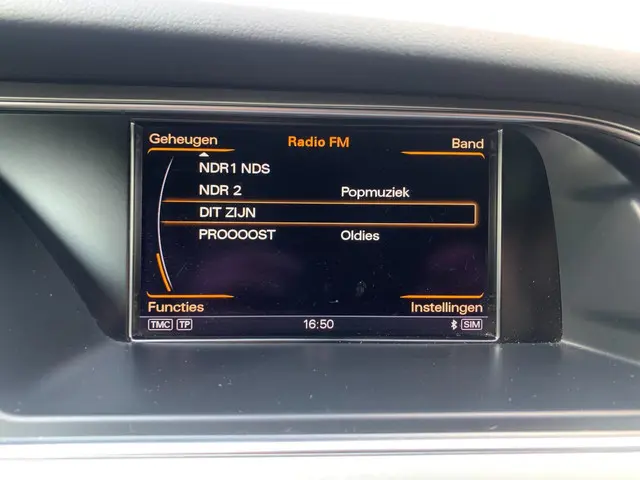 Geheugen Radio FM Band
NDR1 NDS
NDR 2 Popmuziek
DIT ZIJN
PROOOOST Oldies
Functies Instellingen
TMC TP 16:50 SIM